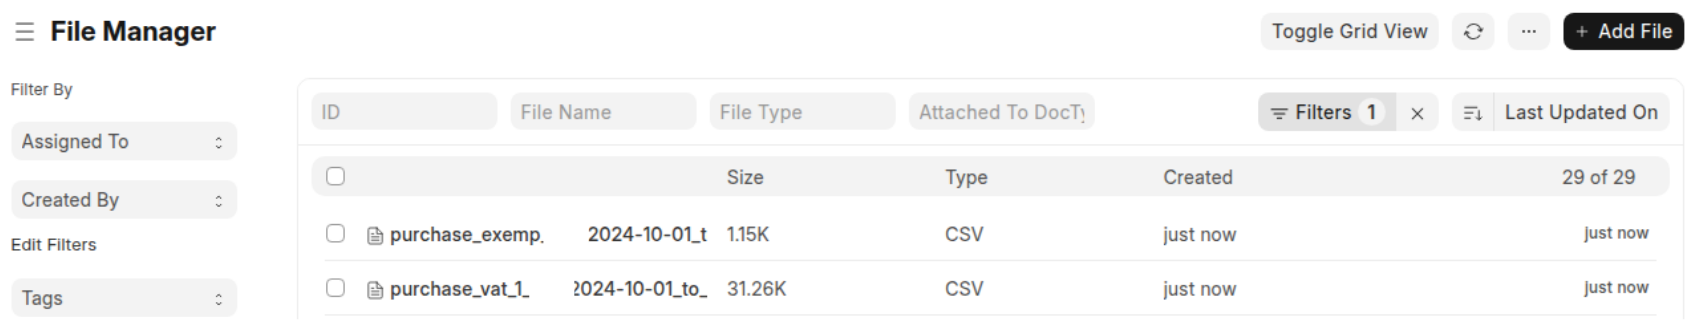 File Manager
Toggle Grid View
... + Add File
Filter By
Assigned To
Created By
Edit Filters
Tags
ID File Name File Type Attached To DocTy
Filters 1 × Last Updated On
Size Type Created 29 of 29
purchase_exemp_ 2024-10-01_t 1.15K CSV just now just now
purchase_vat_1_ 2024-10-01_to_ 31.26K CSV just now just now